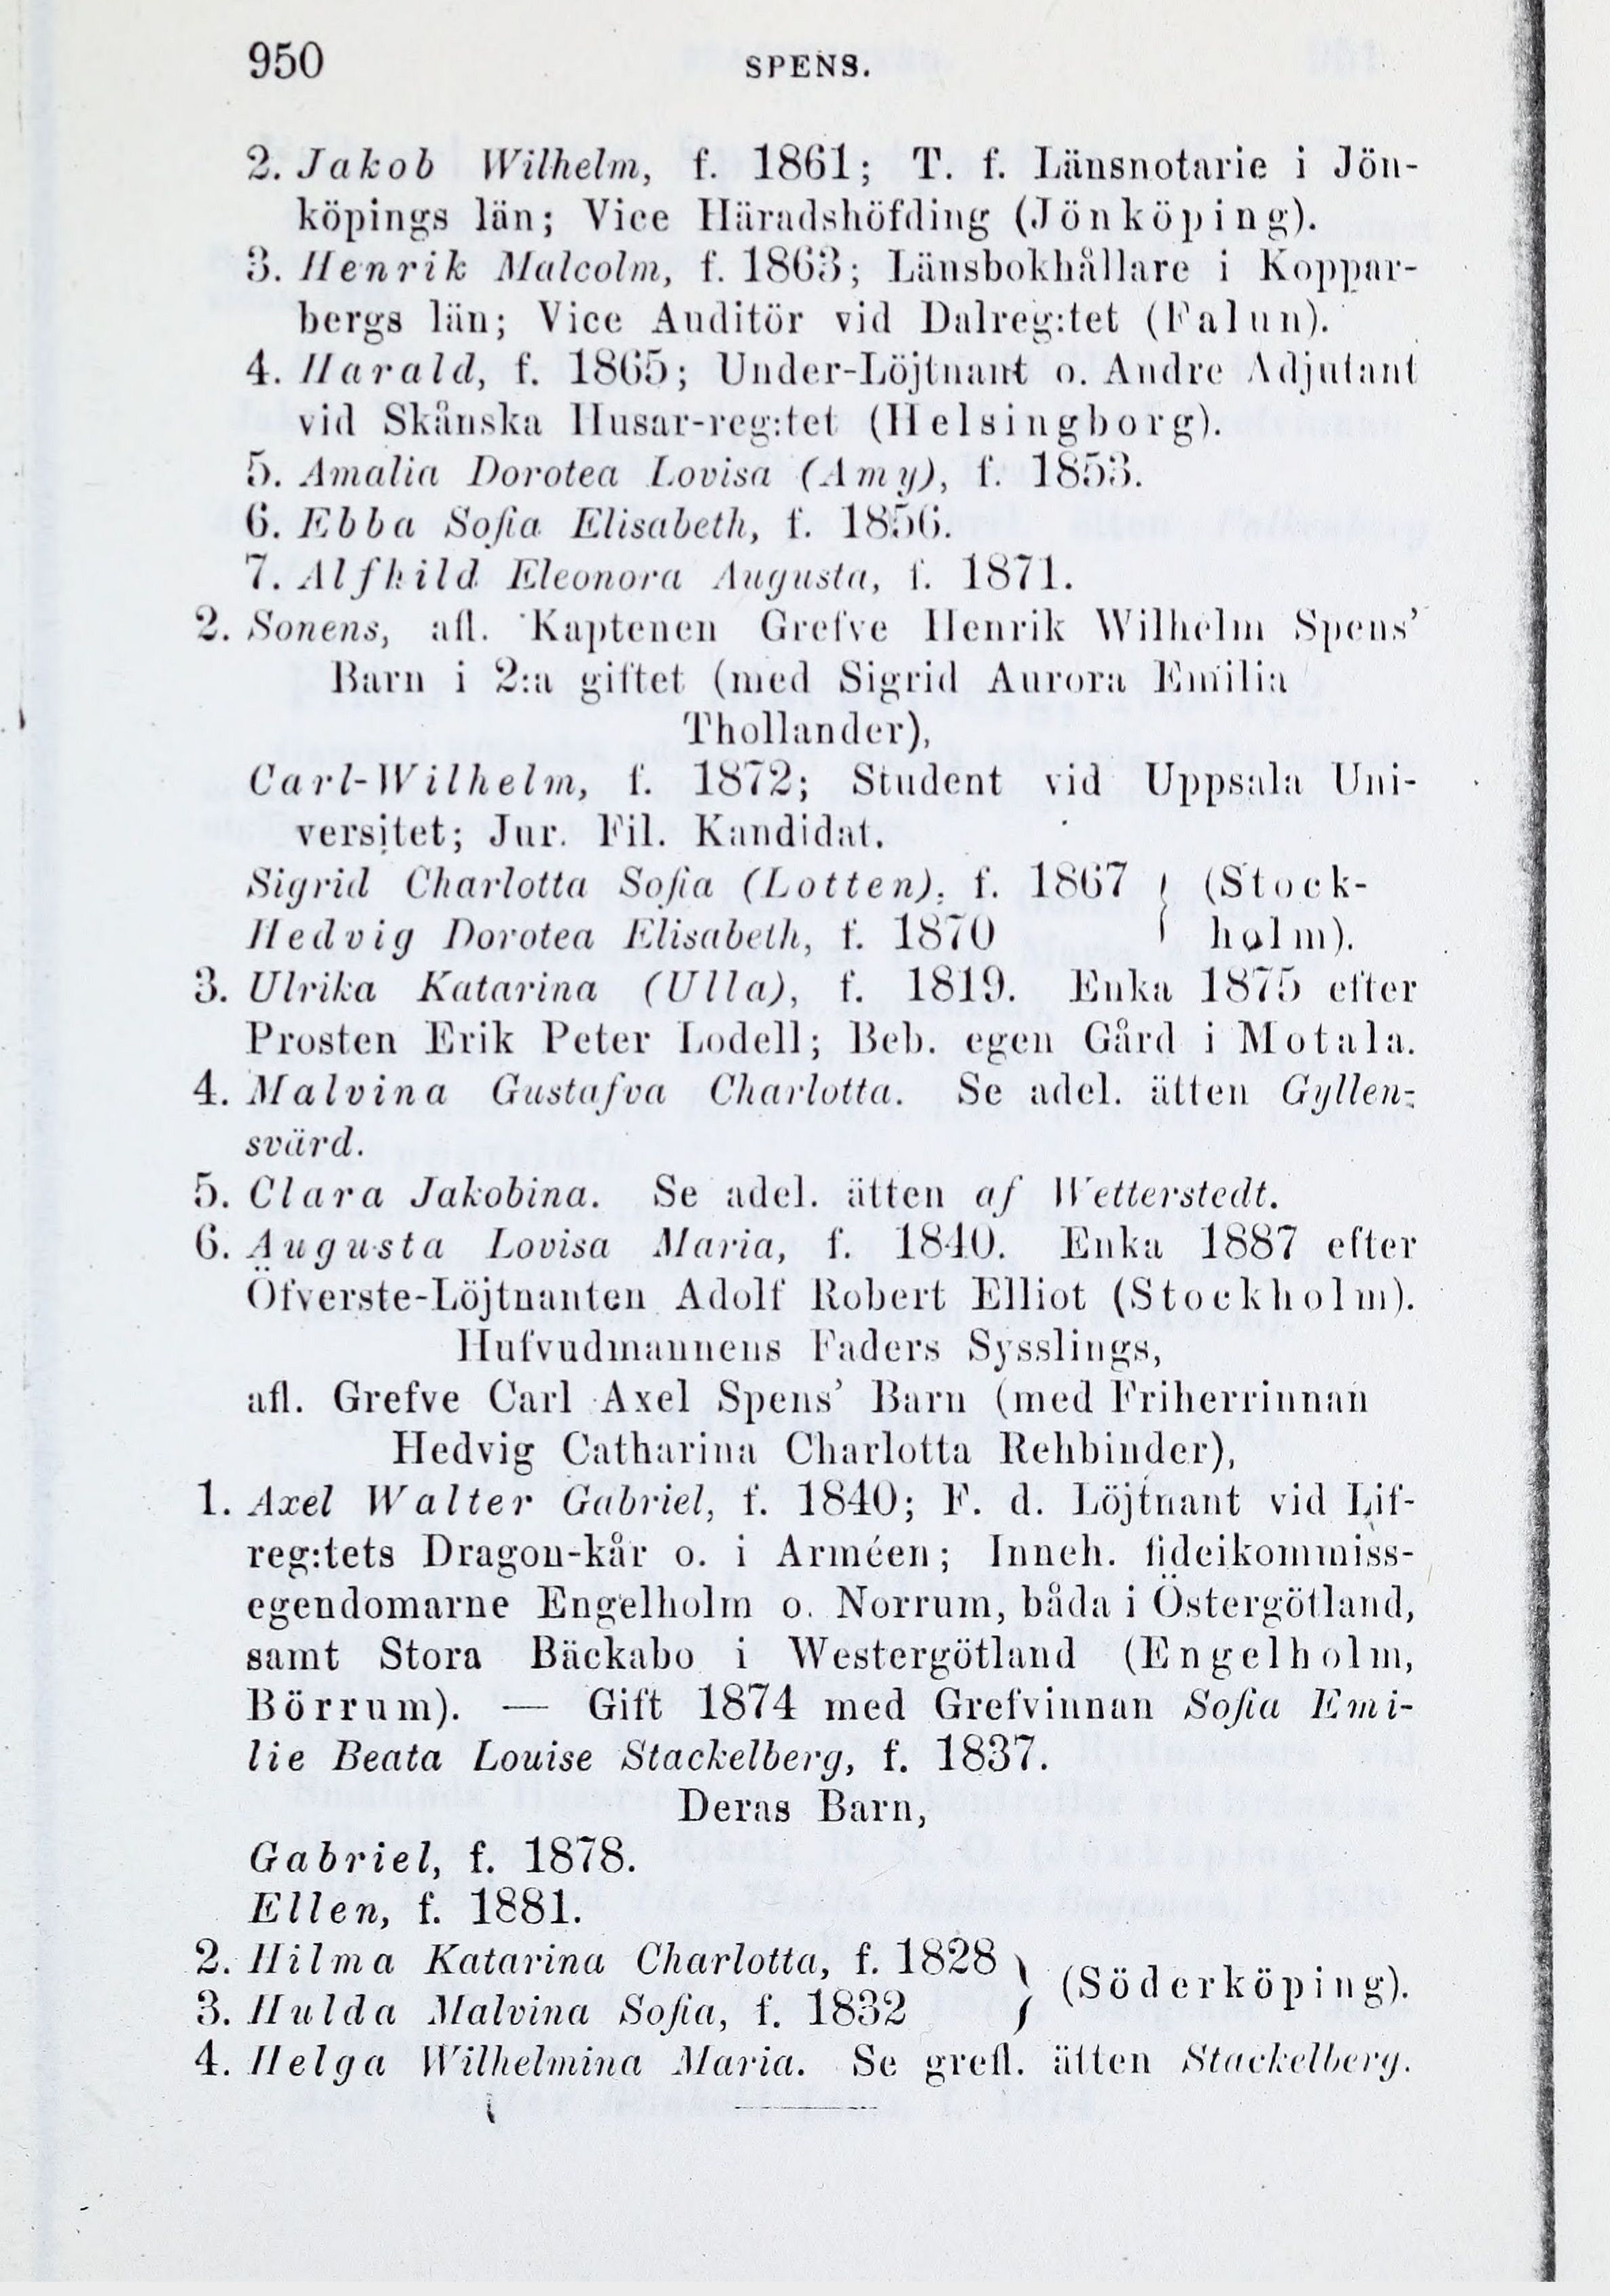 950 SPENS.
2. Jakob Wilhelm, f. 1861; T. f. Länsnotarie i Jön-
köpings län; Vice Häradshöfding (Jönköping).
3. Henrik Malcolm, f. 1863; Länsbokhållare i Koppar-
bergs län; Vice Auditör vid Dalreg:tet (Falun).
4. Harald, f. 1865; Under-Löjtnant o. Andre Adjutant
vid Skånska Husar-reg:tet (Helsingborg).
5. Amalia Dorotea Lovisa (Amy), f. 1853.
6. Ebba Sofia Elisabeth, f. 1856.
7. Alfhild Eleonora Augusta, f. 1871.
2. Sonens, afl. Kaptenen Grefve Henrik Wilhelm Spens'
Barn i 2:a giftet (med Sigrid Aurora Emilia
Thollander),
Carl-Wilhelm, f. 1872; Student vid Uppsala Uni-
versitet; Jur. Fil. Kandidat.
Sigrid Charlotta Sofia (Lotten), f. 1867 } (Stock-
Hedvig Dorotea Elisabeth, f. 1870 holm).
3. Ulrika Katarina (Ulla), f. 1819. Enka 1875 efter
Prosten Erik Peter Lodell; Beb. egen Gård i Motala.
4. Malvina Gustafva Charlotta. Se adel. ätten Gyllen-
svärd.
5. Clara Jakobina. Se adel. ätten af Wetterstedt.
6. Augusta Lovisa Maria, f. 1840. Enka 1887 efter
Öfverste-Löjtnanten Adolf Robert Elliot (Stockholm).
Hufvudmannens Faders Sysslings,
afl. Grefve Carl Axel Spens' Barn (med Friherrinnan
Hedvig Catharina Charlotta Rehbinder),
1. Axel Walter Gabriel, f. 1840; F. d. Löjtnant vid Lif-
reg:tets Dragon-kår o. i Arméen; Inneh. fideikommiss-
egendomarne Engelholm o. Norrum, båda i Östergötland,
samt Stora Bäckabo i Westergötland (Engelholm,
Börrum). — Gift 1874 med Grefvinnan Sofia Emi-
lie Beata Louise Stackelberg, f. 1837.
Deras Barn,
Gabriel, f. 1878.
Ellen, f. 1881.
2. Hilma Katarina Charlotta, f. 1828 } (Söderköping).
3. Hulda Malvina Sofia, f. 1832
4. Helga Wilhelmina Maria. Se grefl. ätten Stackelberg.